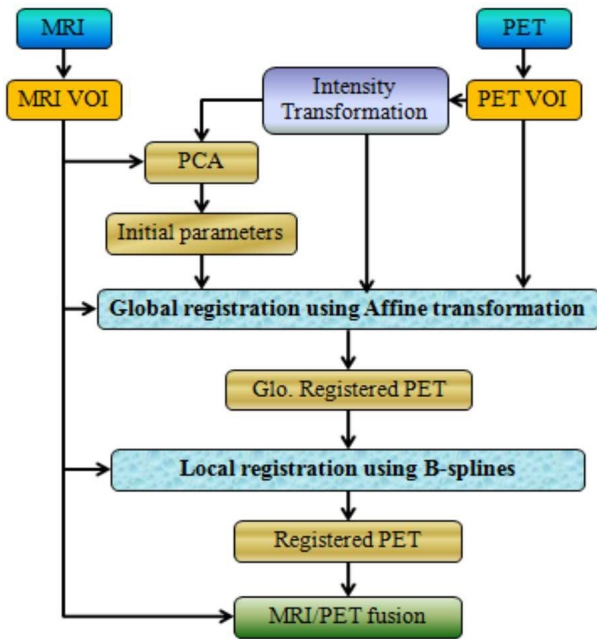 MRI
PET
MRI VOI
Intensity
Transformation
PET VOI
PCA
Initial parameters
Global registration using Affine transformation
Glo. Registered PET
Local registration using B-splines
Registered PET
MRI/PET fusion